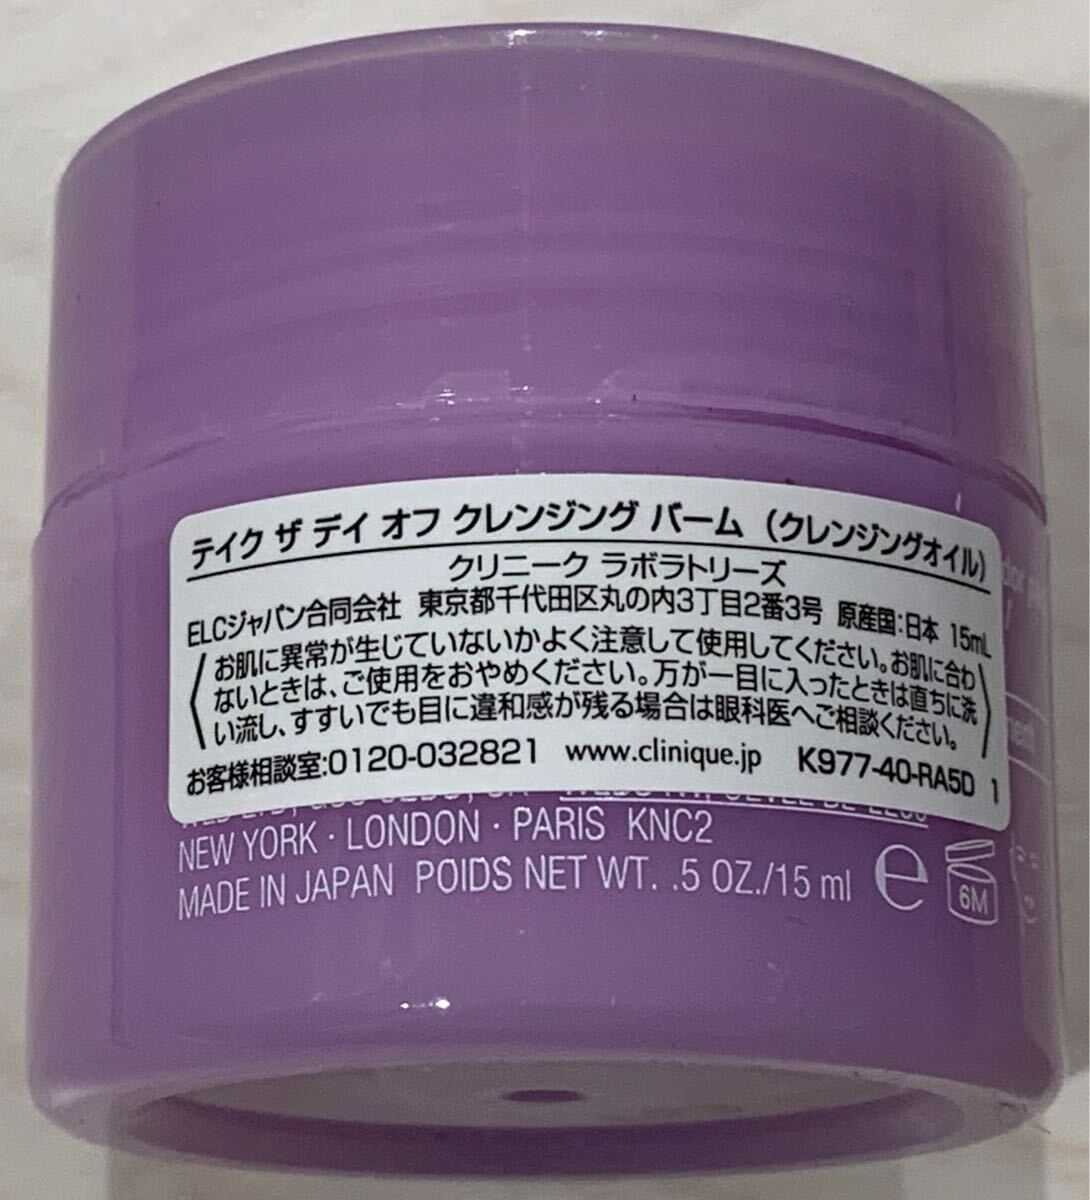 テイク ザ デイ オフ クレンジング バーム (クレンジングオイル)
クリニーク ラボラトリーズ
ELCジャパン合同会社 東京都千代田区丸の内3丁目2番3号 原産国:日本 15mL
お肌に異常が生じていないかよく注意して使用してください。お肌に合わ
ないときは、ご使用をおやめください。万が一目に入ったときは直ちに洗
い流し、すすいでも目に違和感が残る場合は眼科医へご相談ください。
お客様相談室:0120-032821 www.clinique.jp K977-40-RA5D 1
NEW YORK · LONDON · PARIS KNC2
MADE IN JAPAN POIDS NET WT. .5 OZ./15 ml e 6M